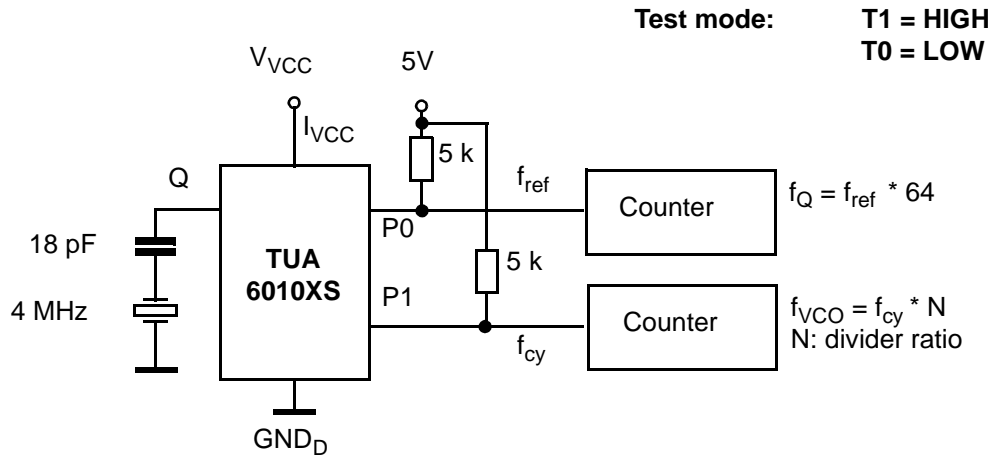 Test mode: T1 = HIGH
T0 = LOW
VVCC
5V
IVCC
5 k
Q
fref
Counter
fQ = fref * 64
P0
18 pF
TUA
6010XS
5 k
4 MHz
P1
Counter
fVCO = fcy * N
N: divider ratio
fcy
GNDD